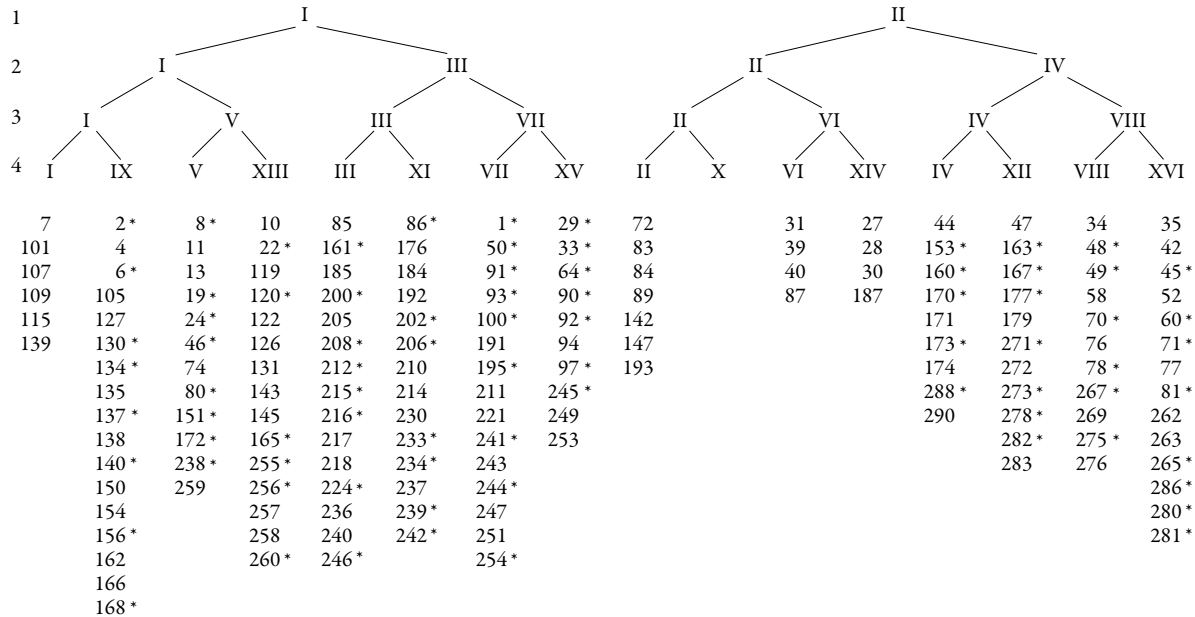 1 I II
2 I III II IV
3 I V III VII II VI IV VIII
4 I IX V XIII III XI VII XV II X VI XIV IV XII VIII XVI
7 2 * 8 * 10 85 86 * 1 * 29 * 72 31 27 44 47 34 35
101 4 11 22 * 161 * 176 50 * 33 * 83 39 28 153 * 163 * 48 * 42
107 6 * 13 119 185 184 91 * 64 * 84 40 30 160 * 167 * 49 * 45 *
109 105 19 * 120 * 200 * 192 93 * 90 * 89 87 187 170 * 177 * 58 52
115 127 24 * 122 205 202 * 100 * 92 * 142 171 179 70 * 60 *
139 130 * 46 * 126 208 * 206 * 191 94 147 173 * 271 * 76 71 *
134 * 74 131 212 * 210 195 * 97 * 193 174 272 78 * 77
135 80 * 143 215 * 214 211 245 * 288 * 273 * 267 * 81 *
137 * 151 * 145 216 * 230 221 249 290 278 * 269 262
138 172 * 165 * 217 233 * 241 * 253 282 * 275 * 263
140 * 238 * 255 * 218 234 * 243 283 276 265 *
150 259 256 * 224 * 237 244 * 286 *
154 257 236 239 * 247 280 *
156 * 258 240 242 * 251 281 *
162 260 * 246 * 254 *
166
168 *